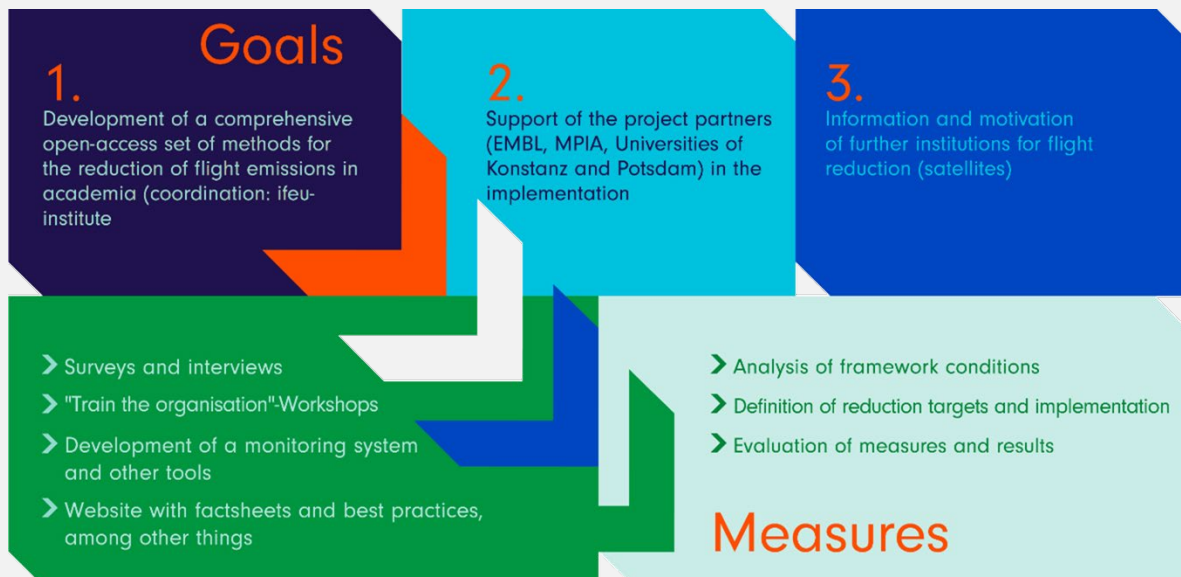 Goals
1.
Development of a comprehensive
open-access set of methods for
the reduction of flight emissions in
academia (coordination: ifeu-
institute
2.
Support of the project partners
(EMBL, MPIA, Universities of
Konstanz and Potsdam) in the
implementation
3.
Information and motivation
of further institutions for flight
reduction (satellites)
Surveys and interviews
"Train the organisation"-Workshops
Development of a monitoring system
and other tools
Website with factsheets and best practices,
among other things
Analysis of framework conditions
Definition of reduction targets and implementation
Evaluation of measures and results
Measures